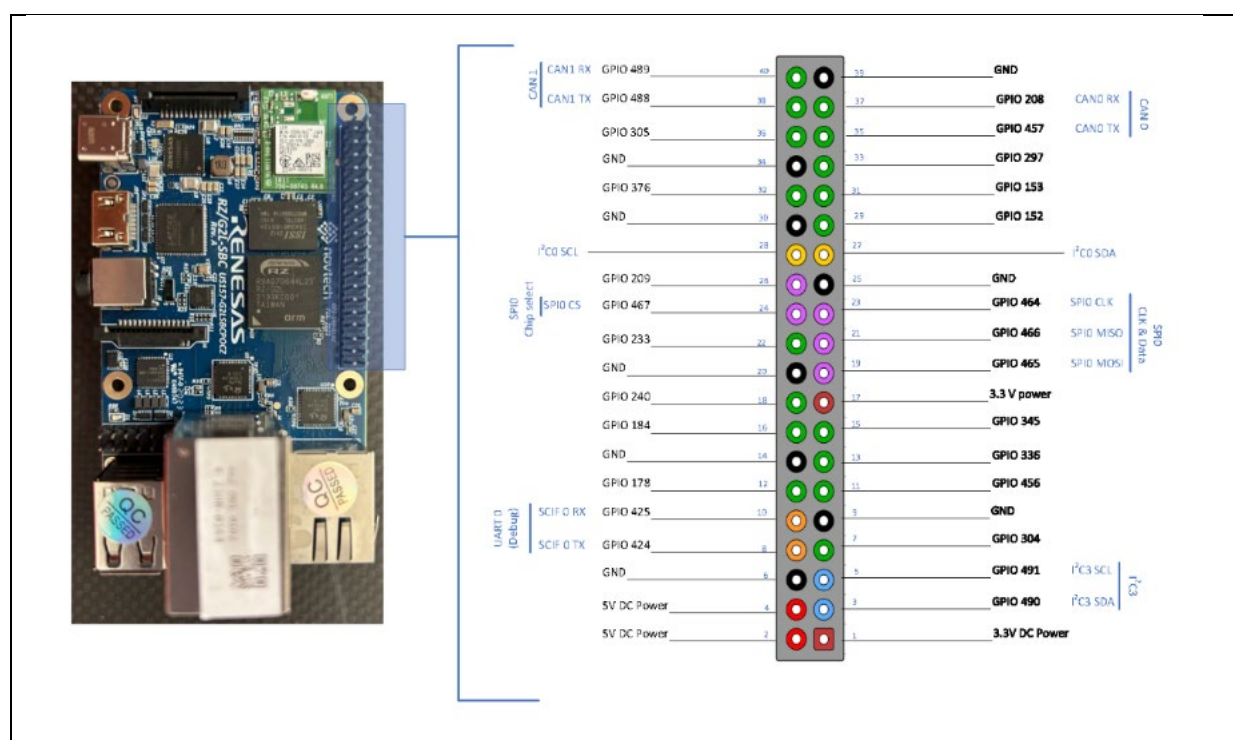 CAN 1
CAN1 RX GPIO 489 40 39 GND
CAN1 TX GPIO 488 38 37 GPIO 208 CAN0 RX
CAN 0
GPIO 305 36 35 GPIO 457 CAN0 TX
GND 34 33 GPIO 297
GPIO 376 32 31 GPIO 153
GND 30 29 GPIO 152
I²C0 SCL 28 27 I²C0 SDA
GPIO 209 26 25 GND
SPI0
Chip select
SPI0 CS GPIO 467 24 23 GPIO 464 SPI0 CLK
GPIO 233 22 21 GPIO 466 SPI0 MISO
SPI0
CLK & Data
GND 20 19 GPIO 465 SPI0 MOSI
GPIO 240 18 17 3.3 V power
GPIO 184 16 15 GPIO 345
GND 14 13 GPIO 336
GPIO 178 12 11 GPIO 456
UART 0
(Debug)
SCIF 0 RX GPIO 425 10 9 GND
SCIF 0 TX GPIO 424 8 7 GPIO 304
GND 6 5 GPIO 491 I²C3 SCL
I²C3
5V DC Power 4 3 GPIO 490 I²C3 SDA
5V DC Power 2 1 3.3V DC Power
RENESAS
RZ/G2L-SBC
Rev. A
novtech
ISSI
RZ
arm
QC
PASSED
QC
PASSED